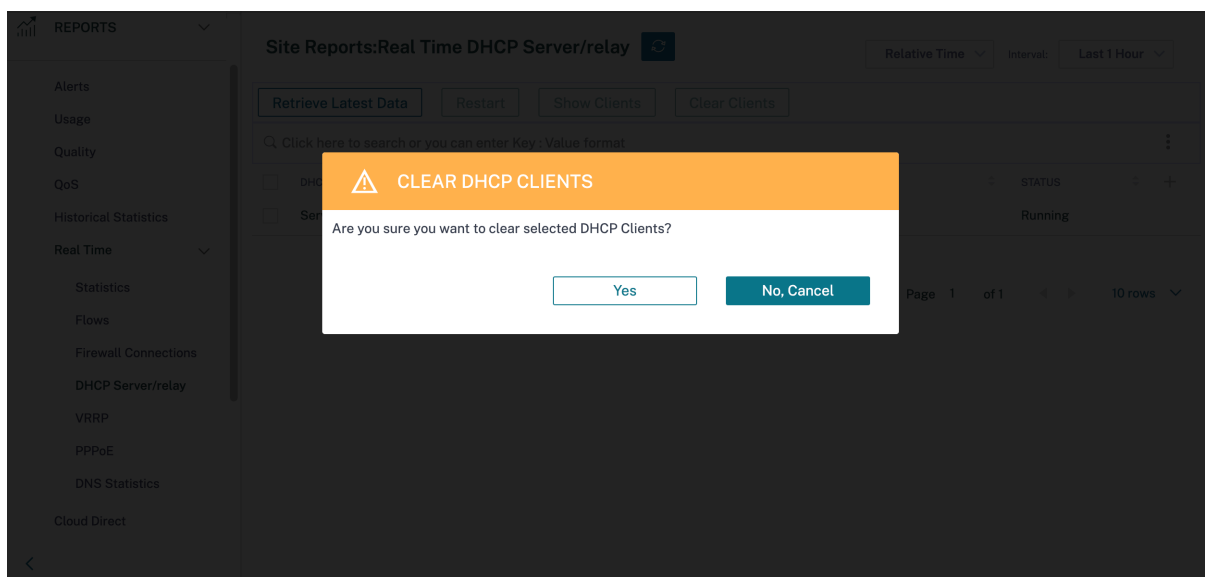 REPORTS
Site Reports:Real Time DHCP Server/relay
Relative Time
Interval:
Last 1 Hour
Alerts
Usage
Quality
QoS
Historical Statistics
Real Time
Statistics
Flows
Firewall Connections
DHCP Server/relay
VRRP
PPPoE
DNS Statistics
Cloud Direct
Retrieve Latest Data
Restart
Show Clients
Clear Clients
Click here to search or you can enter Key : Value format
STATUS
Running
CLEAR DHCP CLIENTS
Are you sure you want to clear selected DHCP Clients?
Yes
No, Cancel
Page 1 of 1
10 rows